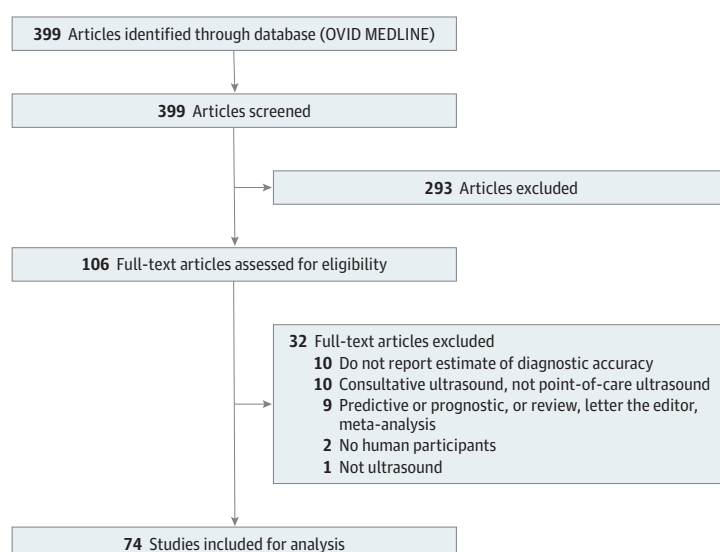 399 Articles identified through database (OVID MEDLINE)
399 Articles screened
293 Articles excluded
106 Full-text articles assessed for eligibility
32 Full-text articles excluded
10 Do not report estimate of diagnostic accuracy
10 Consultative ultrasound, not point-of-care ultrasound
9 Predictive or prognostic, or review, letter the editor,
meta-analysis
2 No human participants
1 Not ultrasound
74 Studies included for analysis